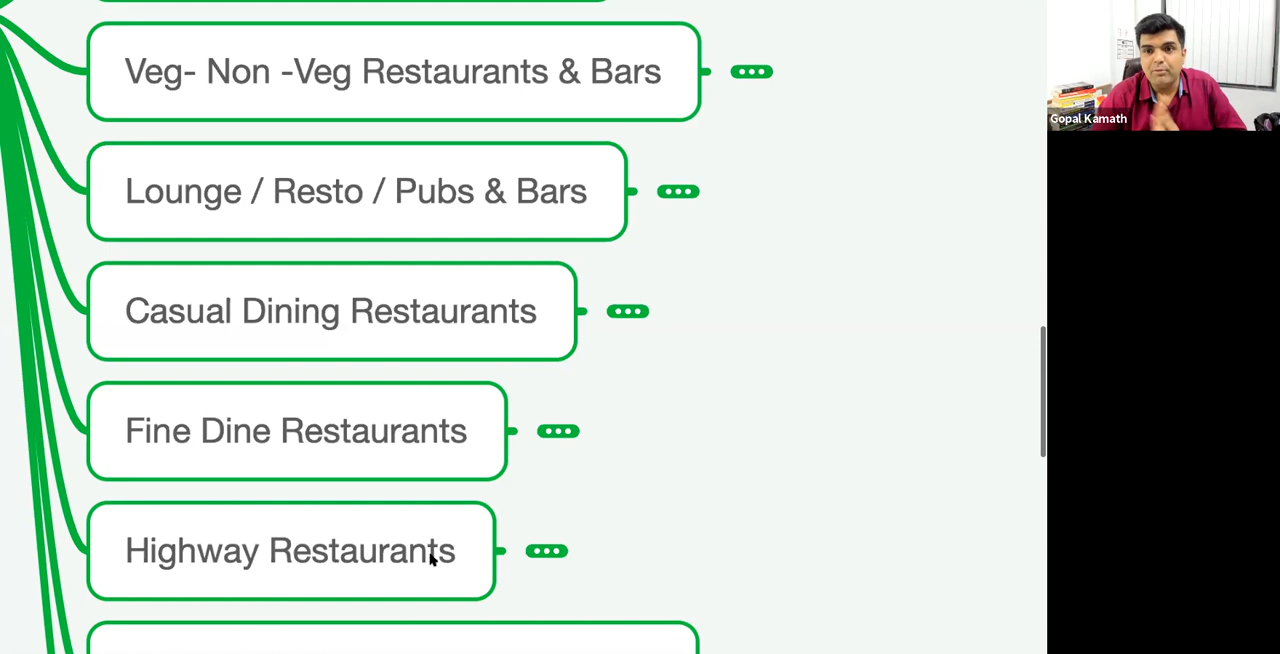 Veg- Non -Veg Restaurants & Bars
Lounge / Resto / Pubs & Bars
Casual Dining Restaurants
Fine Dine Restaurants
Highway Restaurants
Gopal Kamath